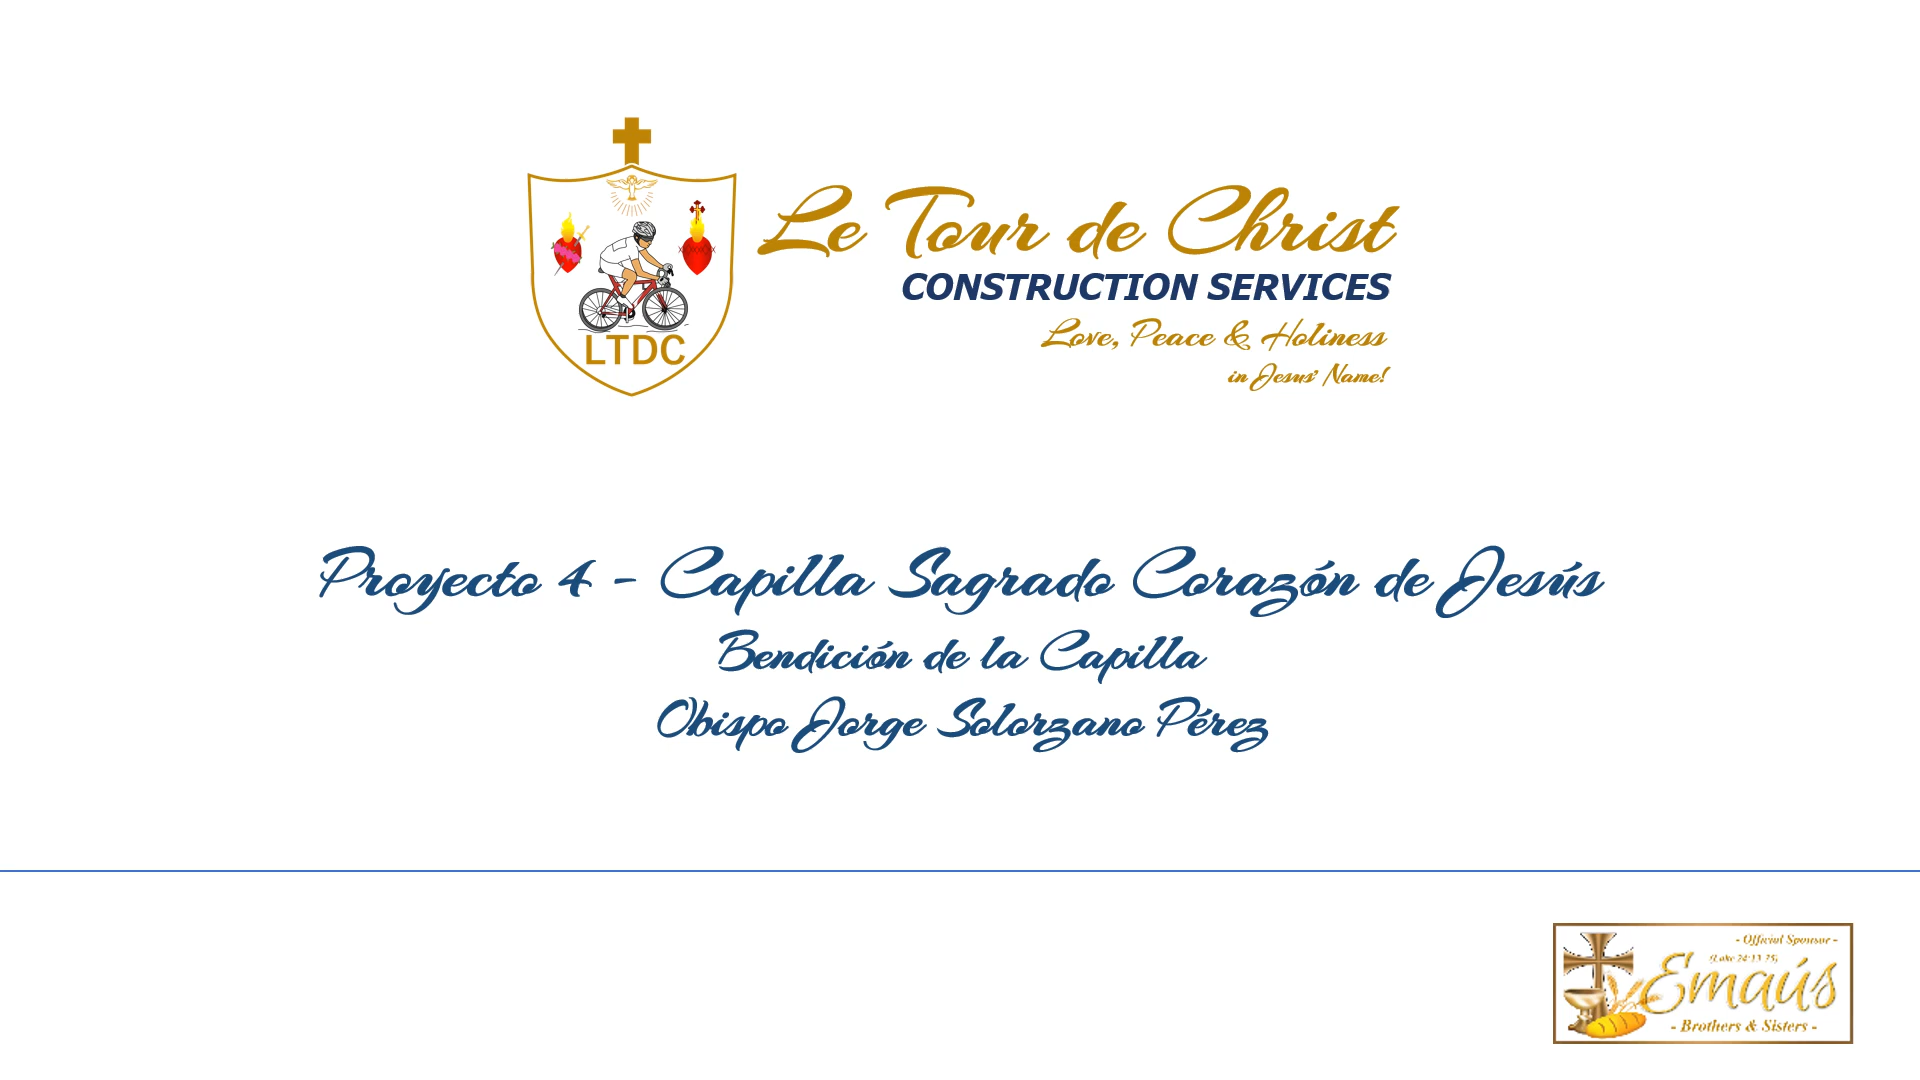 Le Tour de Christ
CONSTRUCTION SERVICES
Love, Peace & Holiness
in Jesus' Name!
LTDC
Proyecto 4 - Capilla Sagrado Corazón de Jesús
Bendición de la Capilla
Obispo Jorge Solorzano Pérez
- Official Sponsor -
Emaús
- Brothers & Sisters -